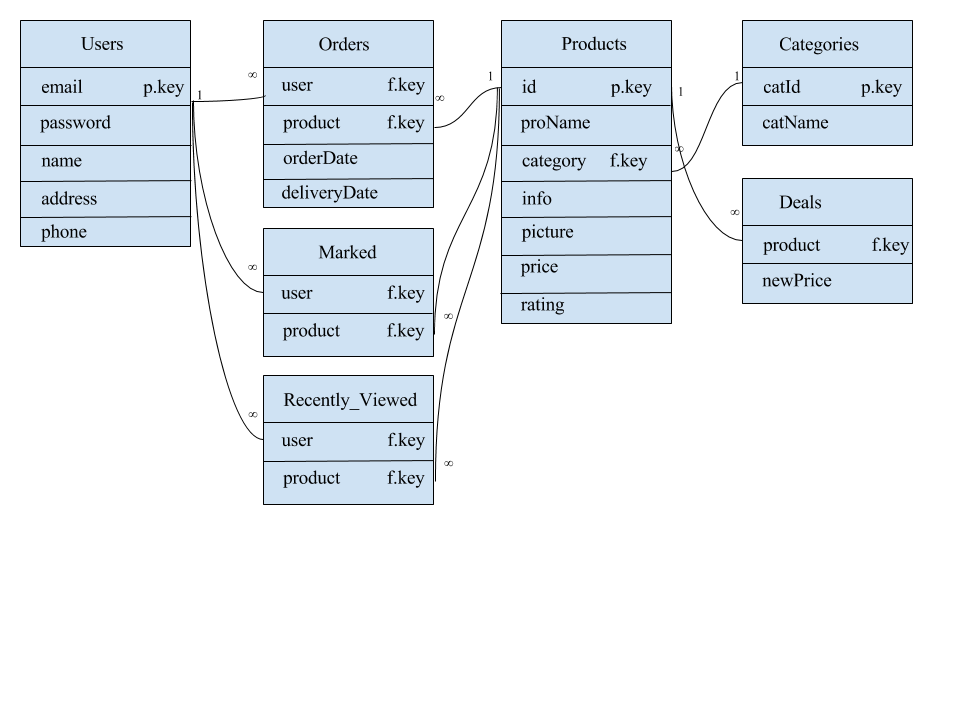 Users
email p.key
password
name
address
phone
1
∞
∞
∞
Orders
user f.key
product f.key
orderDate
deliveryDate
∞
Marked
user f.key
product f.key
∞
Recently_Viewed
user f.key
product f.key
∞
1
Products
id p.key
proName
category f.key
info
picture
price
rating
1
∞
1
∞
Categories
catId p.key
catName
Deals
product f.key
newPrice